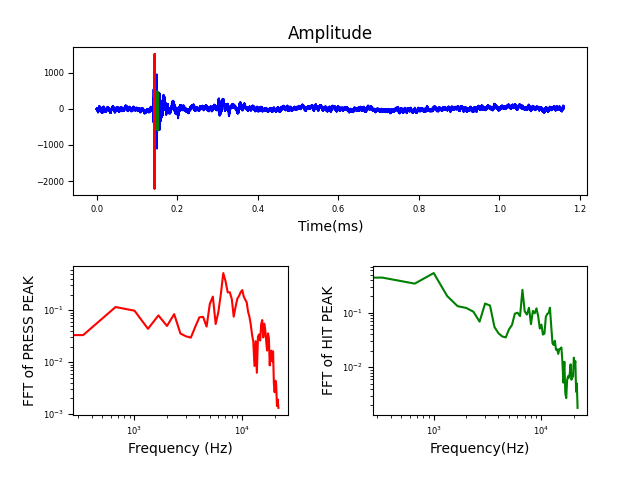 Amplitude
1000
0
−1000
−2000
0.0 0.2 0.4 0.6 0.8 1.0 1.2
Time(ms)
FFT of PRESS PEAK
10⁻¹
10⁻²
10⁻³
10³ 10⁴
Frequency (Hz)
FFT of HIT PEAK
10⁻¹
10⁻²
10³ 10⁴
Frequency(Hz)